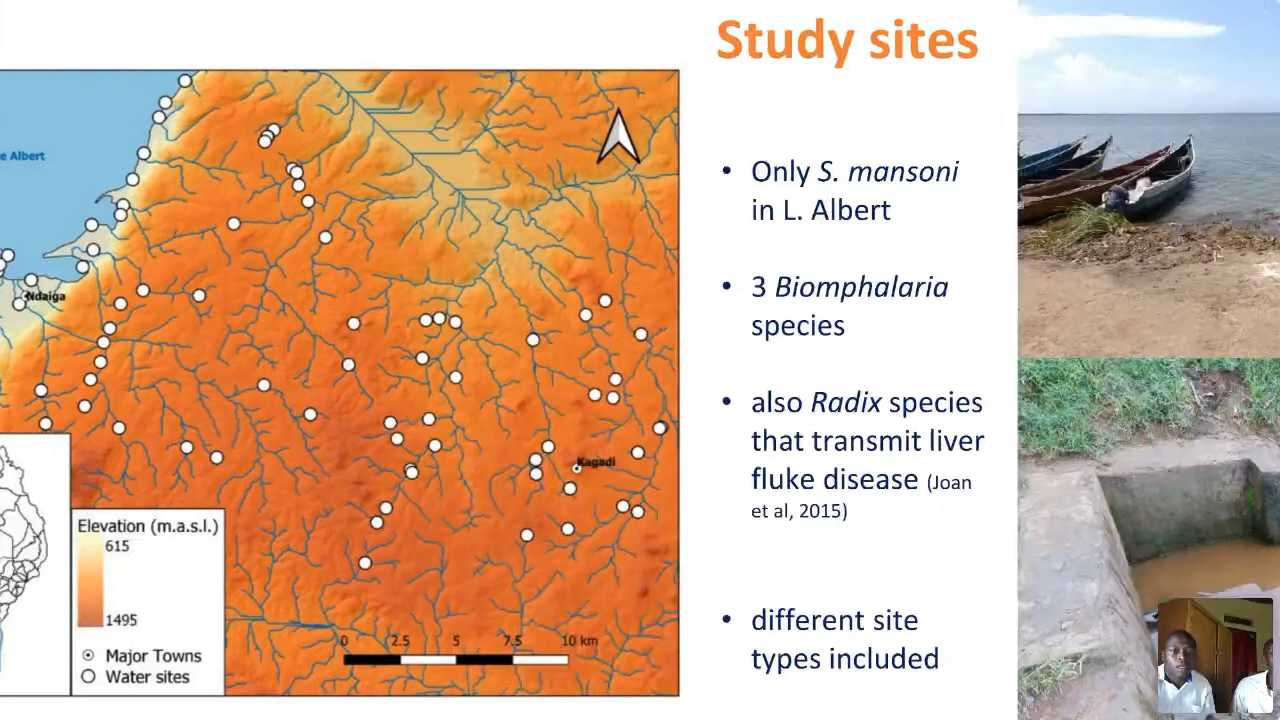 Study sites
e Albert
Ndaiga
Kagadi
Elevation (m.a.s.l.)
615
1495
Major Towns
Water sites
0 2.5 5 7.5 10 km
• Only S. mansoni
in L. Albert
• 3 Biomphalaria
species
• also Radix species
that transmit liver
fluke disease (Joan
et al, 2015)
• different site
types included